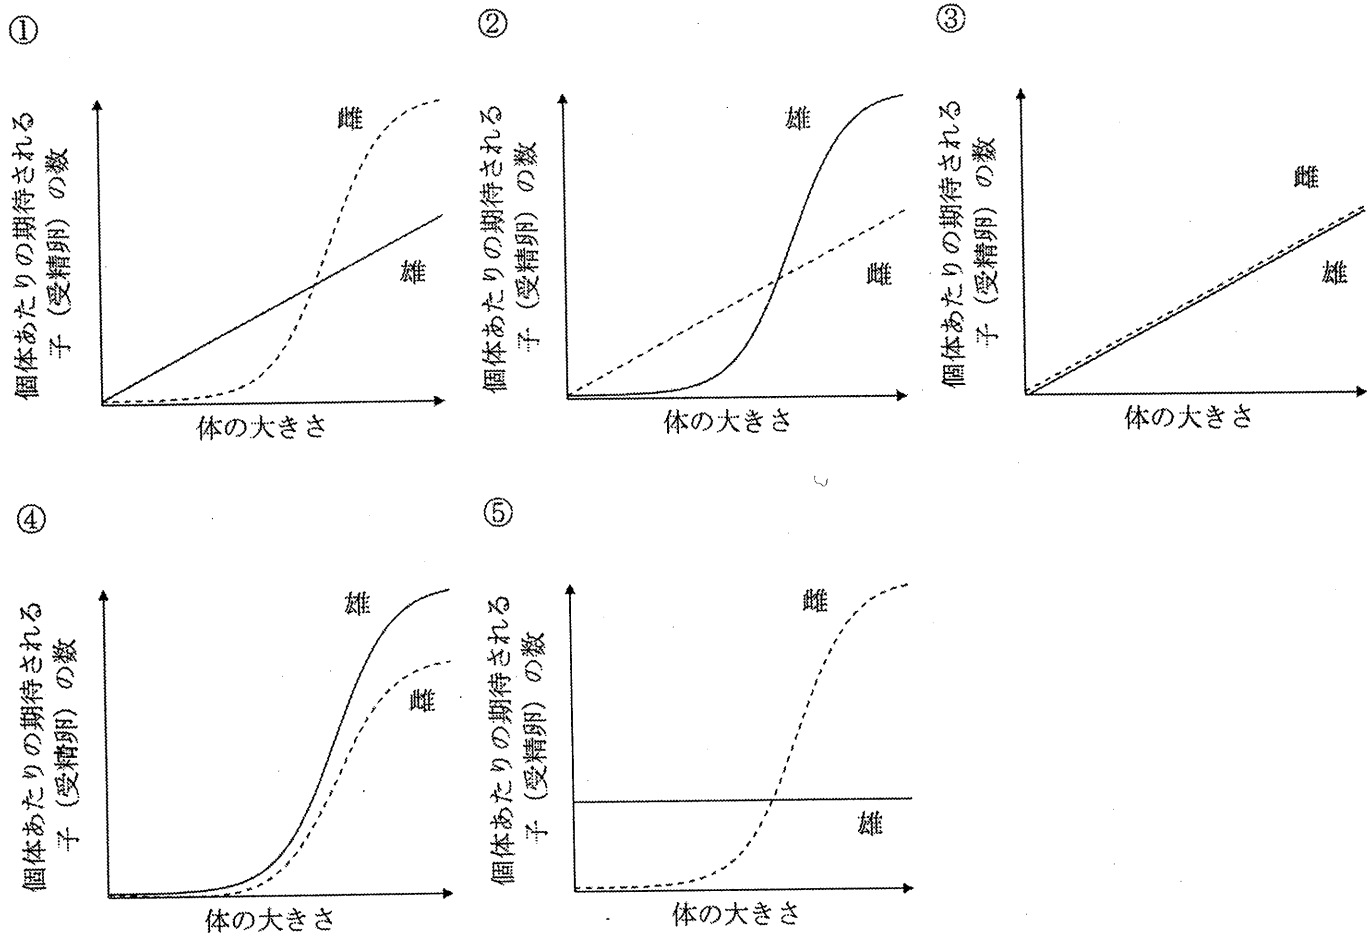 ①
個体あたりの期待される
子（受精卵）の数
雌
雄
体の大きさ
②
個体あたりの期待される
子（受精卵）の数
雄
雌
体の大きさ
③
個体あたりの期待される
子（受精卵）の数
雌
雄
体の大きさ
④
個体あたりの期待される
子（受精卵）の数
雄
雌
体の大きさ
⑤
個体あたりの期待される
子（受精卵）の数
雌
雄
体の大きさ